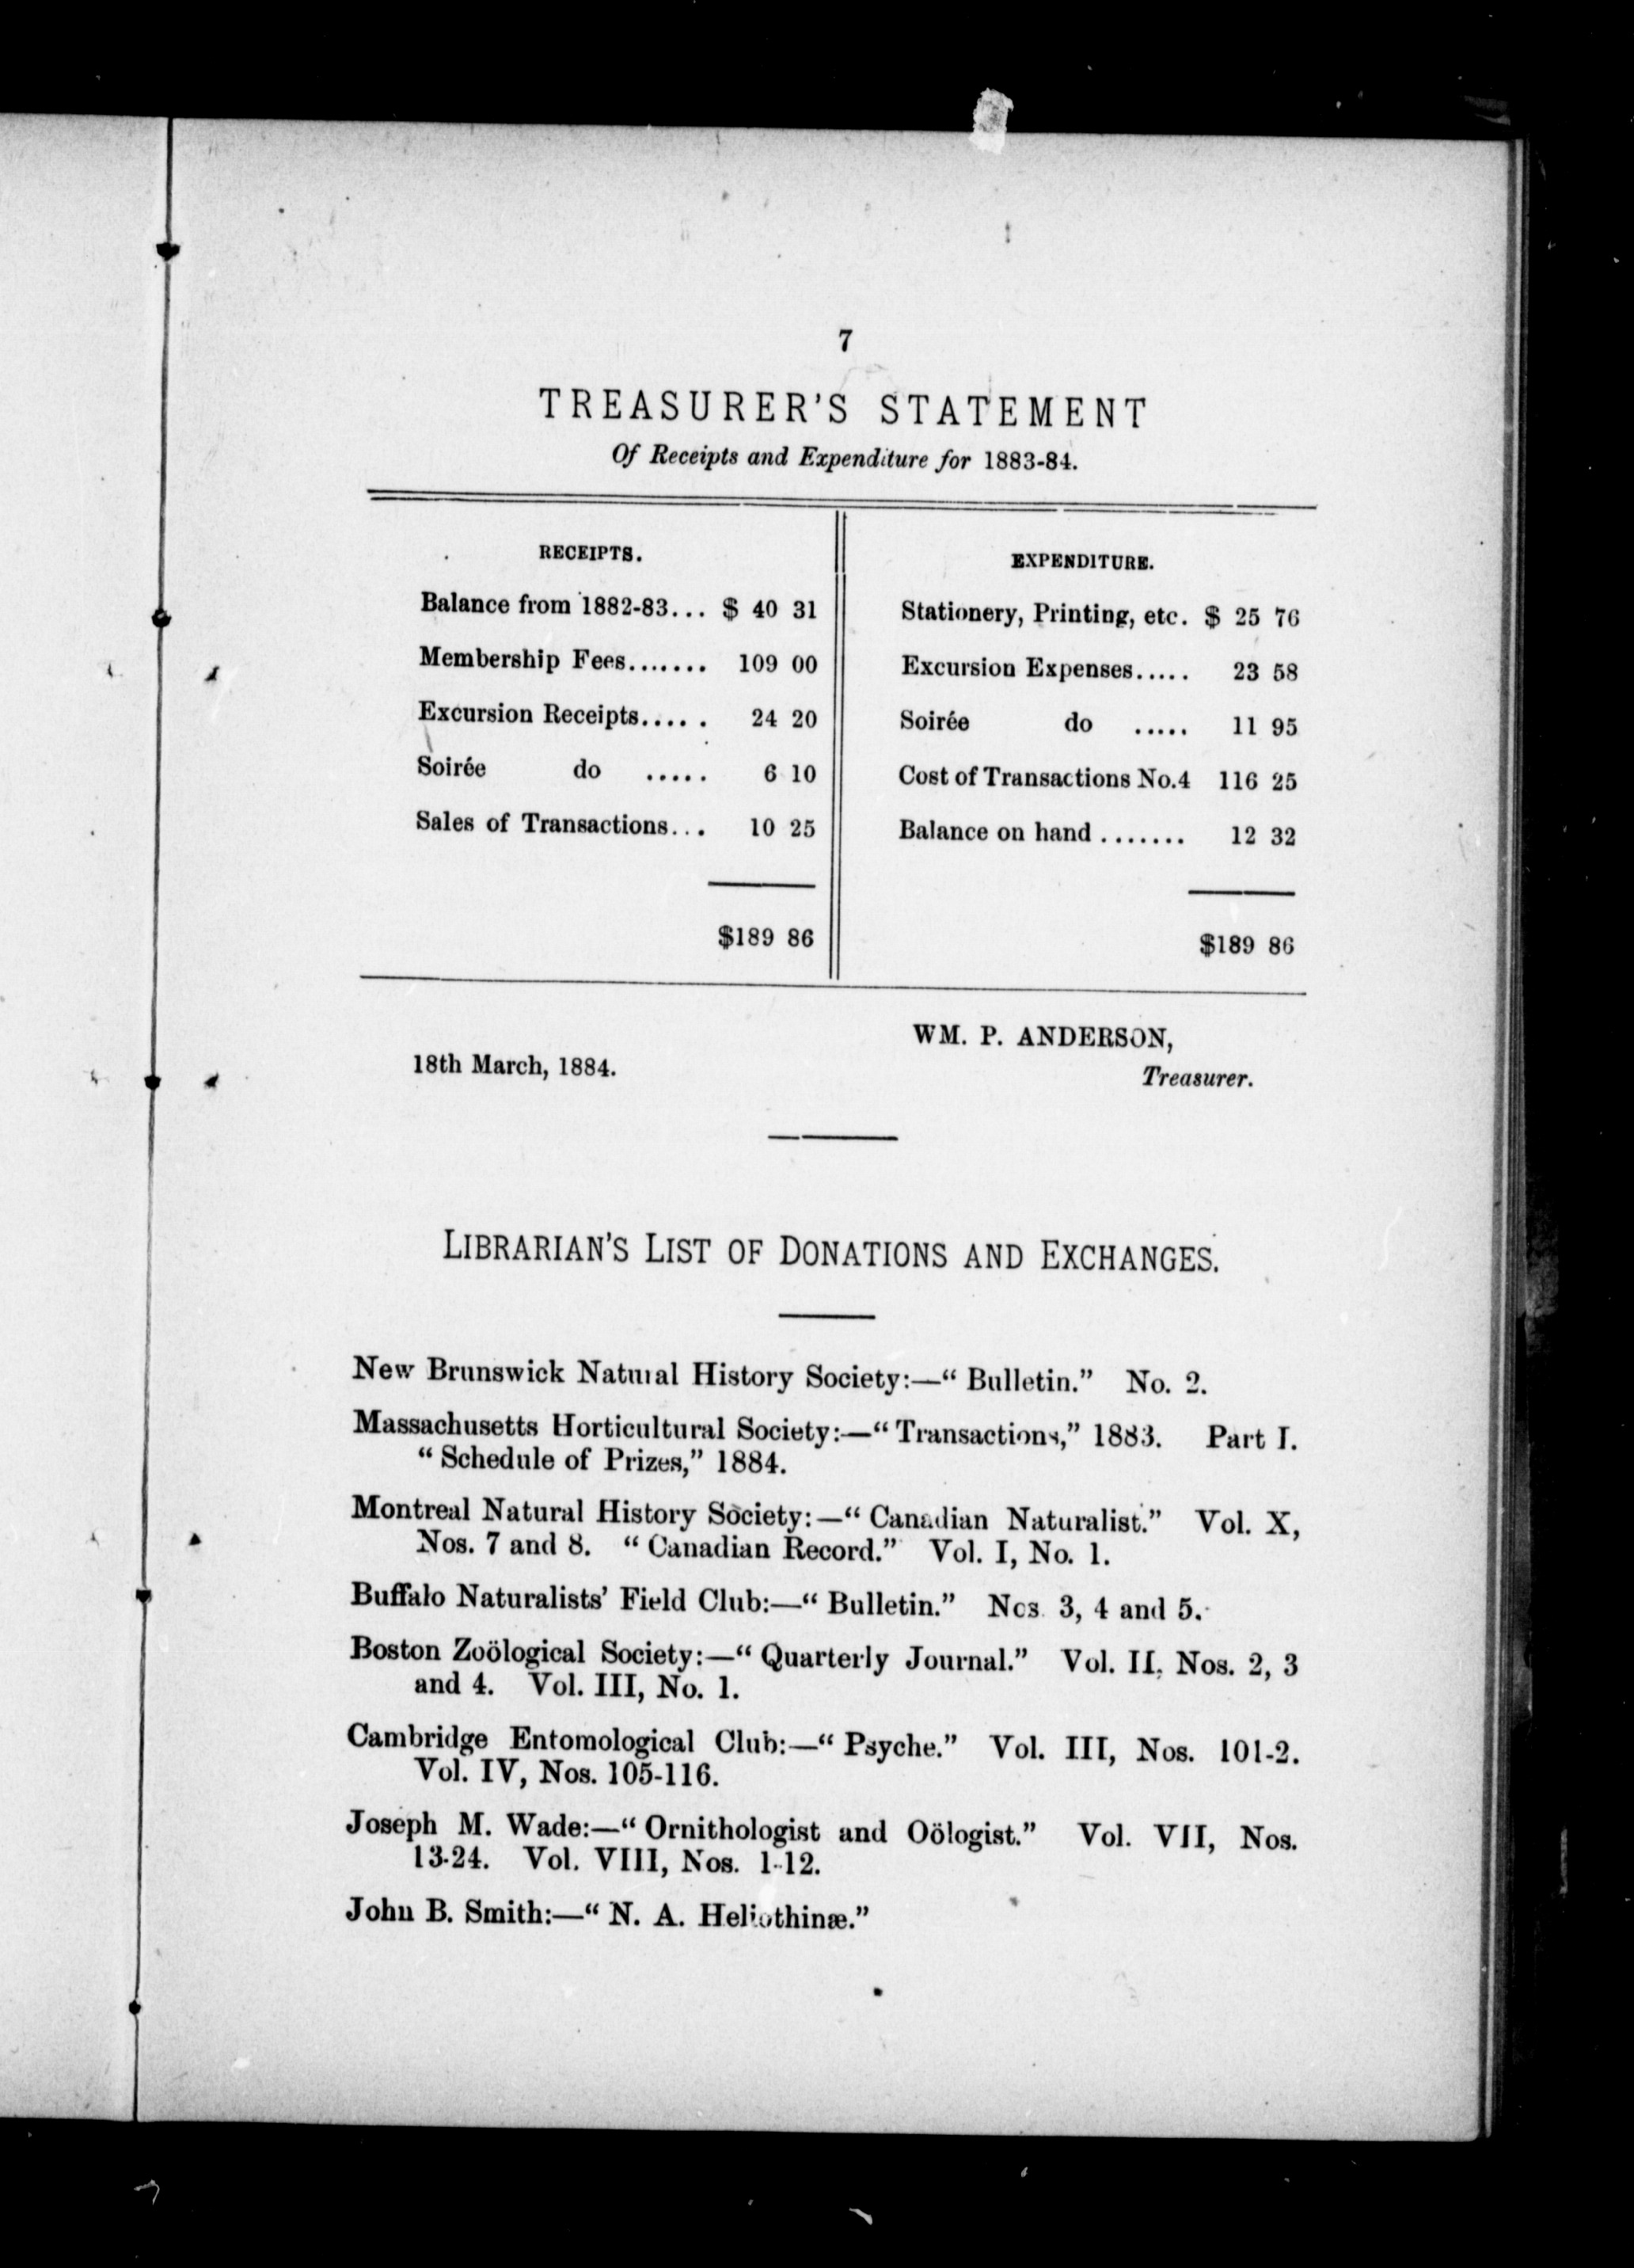 7
TREASURER'S STATEMENT
Of Receipts and Expenditure for 1883-84.
RECEIPTS.
Balance from 1882-83... $ 40 31
Membership Fees....... 109 00
Excursion Receipts..... 24 20
Soirée do ..... 6 10
Sales of Transactions... 10 25
$189 86
EXPENDITURE.
Stationery, Printing, etc. $ 25 76
Excursion Expenses..... 23 58
Soirée do ..... 11 95
Cost of Transactions No.4 116 25
Balance on hand ....... 12 32
$189 86
18th March, 1884.
WM. P. ANDERSON,
Treasurer.
LIBRARIAN'S LIST OF DONATIONS AND EXCHANGES.
New Brunswick Natural History Society:—“ Bulletin.” No. 2.
Massachusetts Horticultural Society:—“ Transactions,” 1883. Part I.
“ Schedule of Prizes,” 1884.
Montreal Natural History Society:—“ Canadian Naturalist.” Vol. X,
Nos. 7 and 8. “ Canadian Record.” Vol. I, No. 1.
Buffalo Naturalists’ Field Club:—“ Bulletin.” Nos. 3, 4 and 5.
Boston Zoölogical Society:—“ Quarterly Journal.” Vol. II, Nos. 2, 3
and 4. Vol. III, No. 1.
Cambridge Entomological Club:—“ Psyche.” Vol. III, Nos. 101-2.
Vol. IV, Nos. 105-116.
Joseph M. Wade:—“ Ornithologist and Oölogist.” Vol. VII, Nos.
13-24. Vol. VIII, Nos. 1-12.
John B. Smith:—“ N. A. Heliothinæ.”